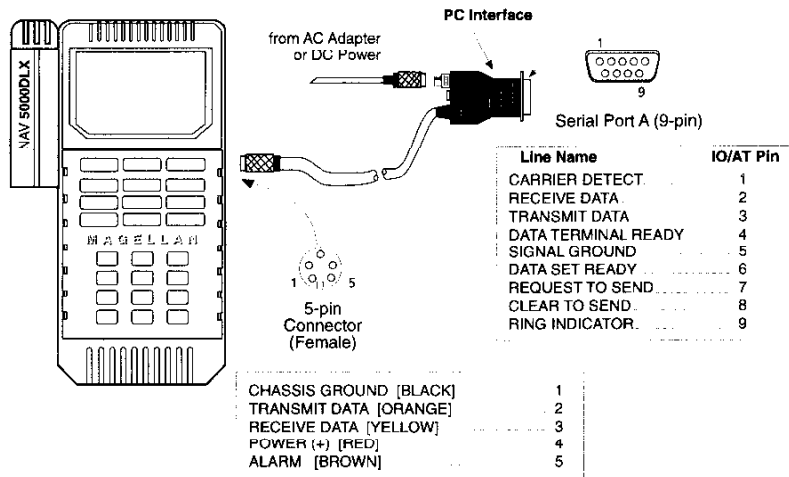 PC Interface
from AC Adapter
or DC Power
NAV 5000DLX
MAGELLAN
1
9
Serial Port A (9-pin)
Line Name IO/AT Pin
CARRIER DETECT 1
RECEIVE DATA 2
TRANSMIT DATA 3
DATA TERMINAL READY 4
SIGNAL GROUND 5
DATA SET READY 6
REQUEST TO SEND 7
CLEAR TO SEND 8
RING INDICATOR 9
1 5
5-pin
Connector
(Female)
CHASSIS GROUND [BLACK] 1
TRANSMIT DATA [ORANGE] 2
RECEIVE DATA [YELLOW] 3
POWER (+) [RED] 4
ALARM [BROWN] 5